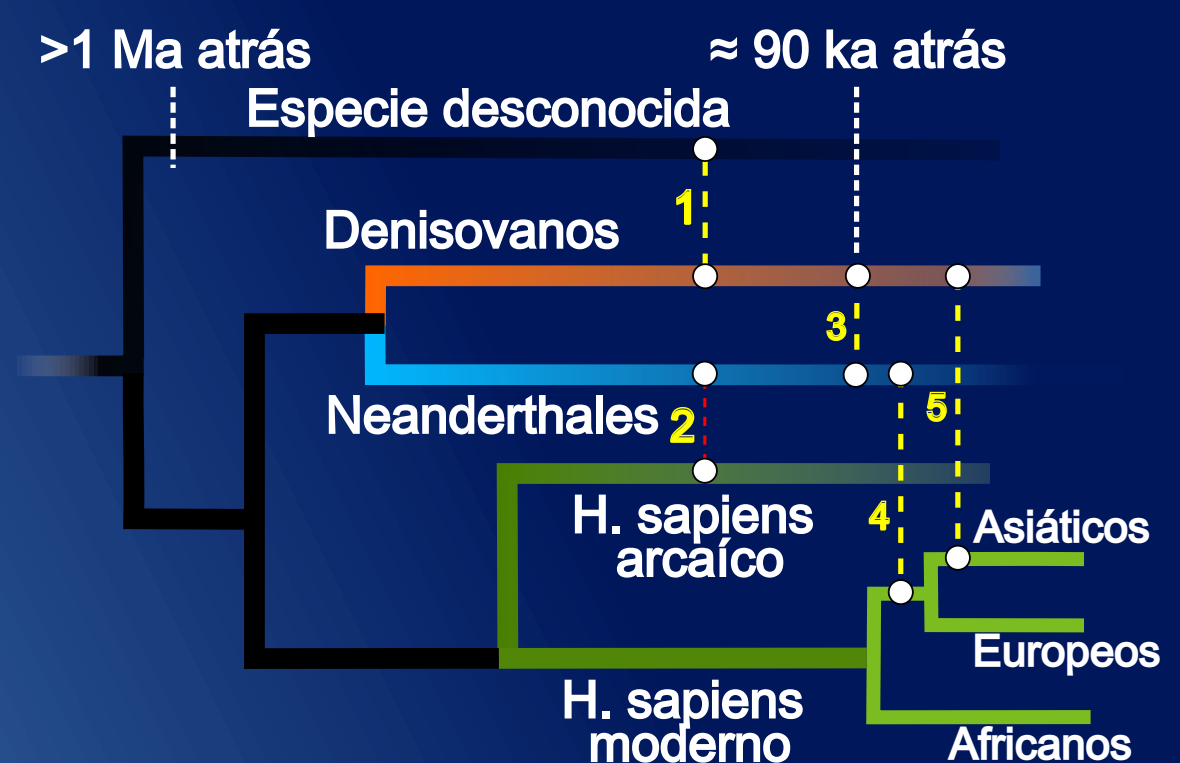 >1 Ma atrás
≈ 90 ka atrás
Especie desconocida
1
Denisovanos
3
Neanderthales
2
5
H. sapiens
arcaíco
4
Asiáticos
Europeos
H. sapiens
moderno
Africanos